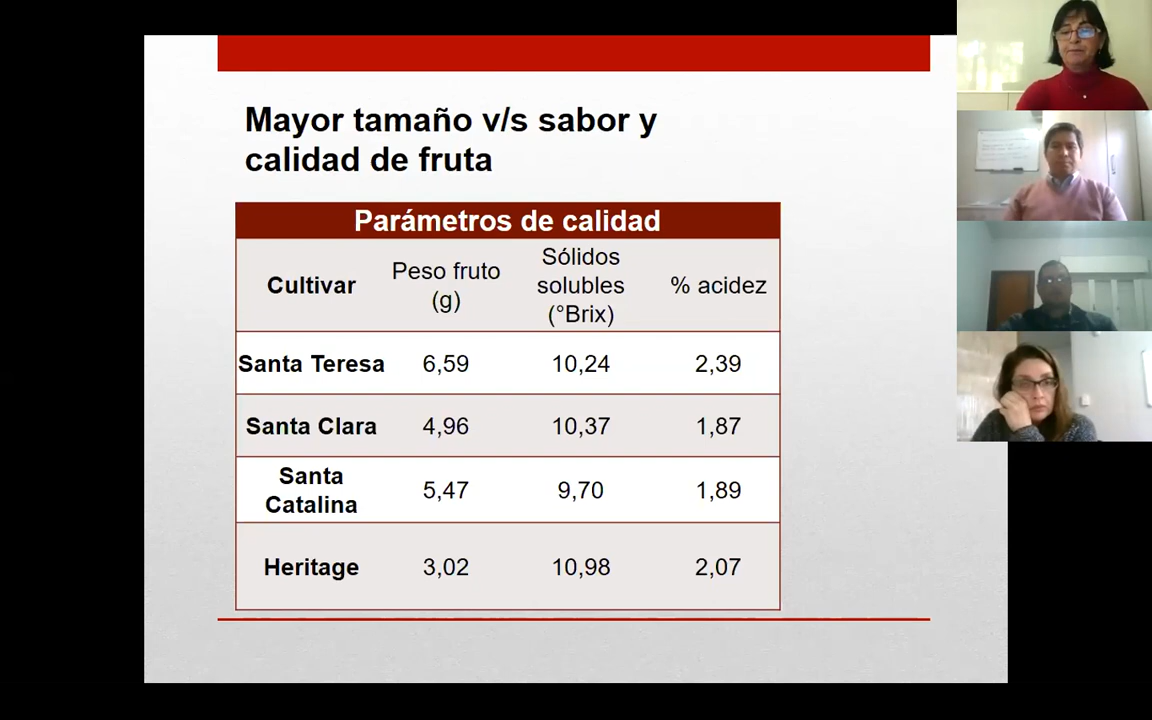 Mayor tamaño v/s sabor y
calidad de fruta
Parámetros de calidad
Cultivar
Peso fruto
(g)
Sólidos
solubles
(°Brix)
% acidez
Santa Teresa 6,59 10,24 2,39
Santa Clara 4,96 10,37 1,87
Santa
Catalina
5,47 9,70 1,89
Heritage 3,02 10,98 2,07